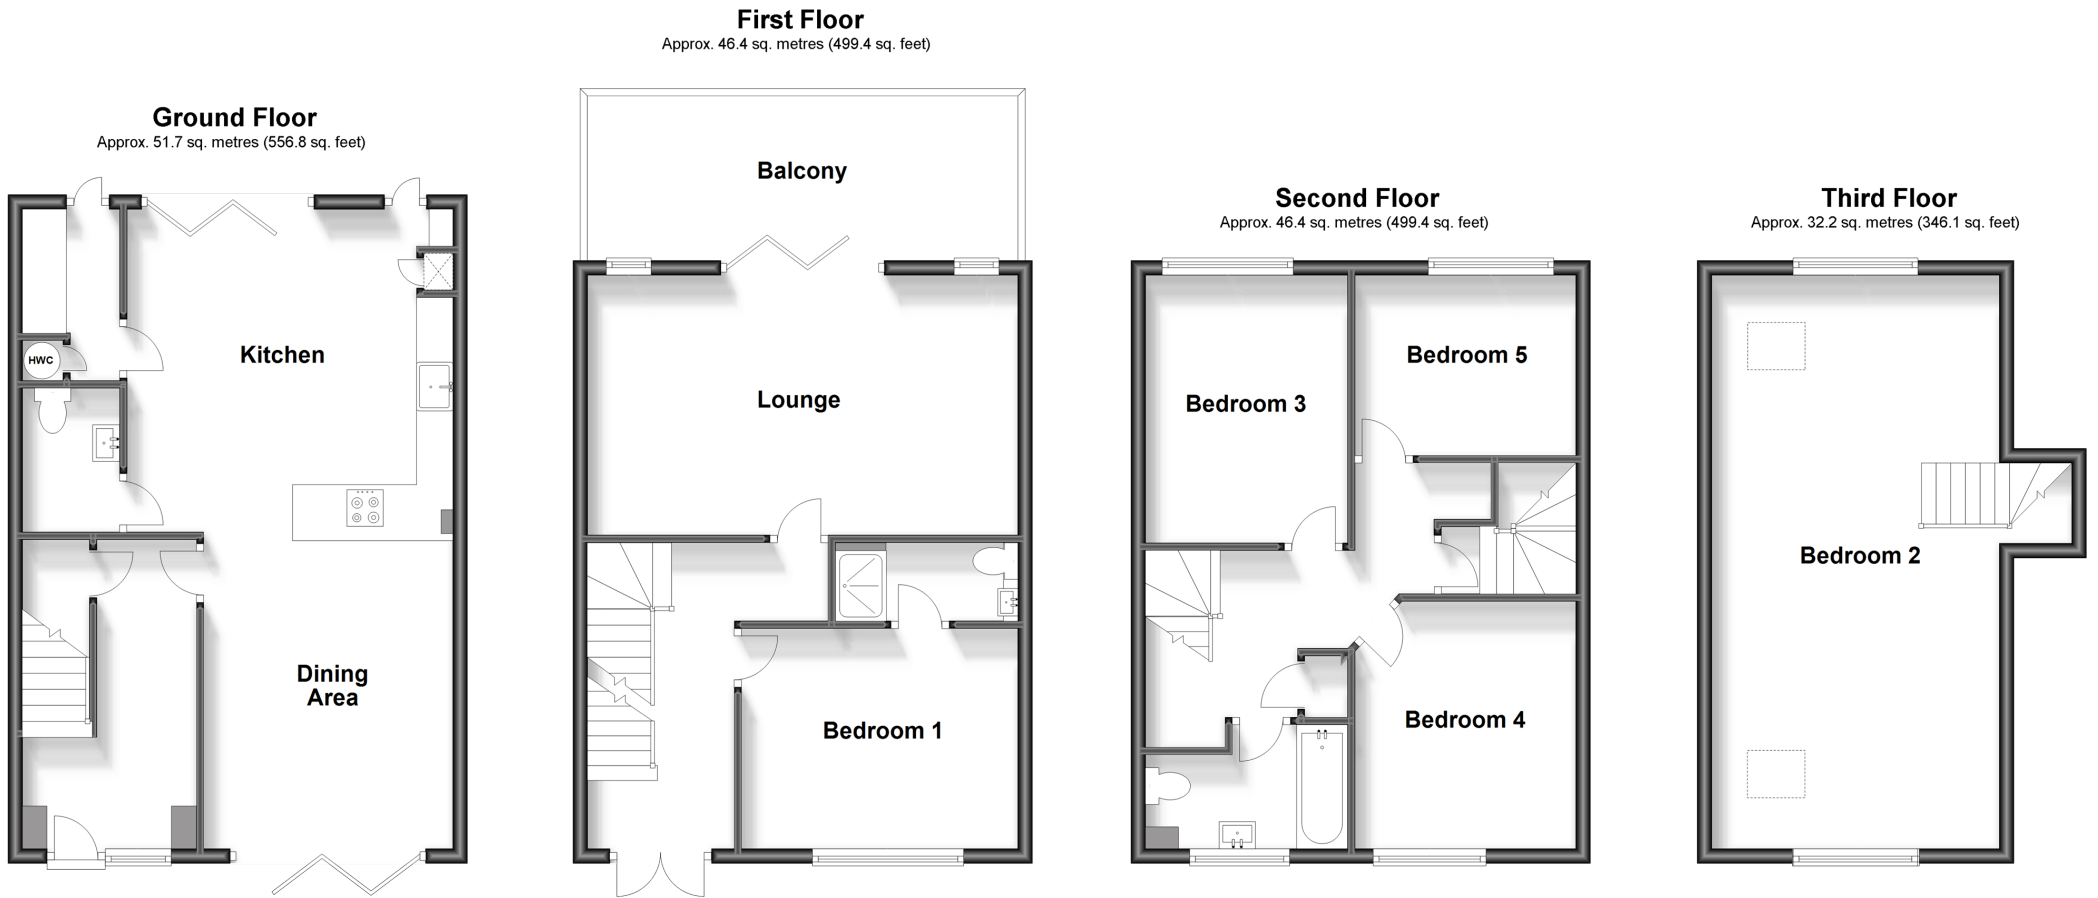 First Floor
Approx. 46.4 sq. metres (499.4 sq. feet)
Balcony
Lounge
Bedroom 1
Ground Floor
Approx. 51.7 sq. metres (556.8 sq. feet)
Kitchen
HWC
Dining
Area
Second Floor
Approx. 46.4 sq. metres (499.4 sq. feet)
Bedroom 5
Bedroom 3
Bedroom 4
Third Floor
Approx. 32.2 sq. metres (346.1 sq. feet)
Bedroom 2